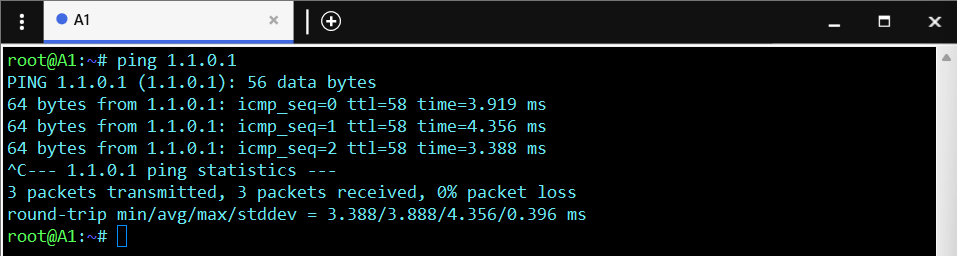 A1
root@A1:~# ping 1.1.0.1
PING 1.1.0.1 (1.1.0.1): 56 data bytes
64 bytes from 1.1.0.1: icmp_seq=0 ttl=58 time=3.919 ms
64 bytes from 1.1.0.1: icmp_seq=1 ttl=58 time=4.356 ms
64 bytes from 1.1.0.1: icmp_seq=2 ttl=58 time=3.388 ms
^C--- 1.1.0.1 ping statistics ---
3 packets transmitted, 3 packets received, 0% packet loss
round-trip min/avg/max/stddev = 3.388/3.888/4.356/0.396 ms
root@A1:~#